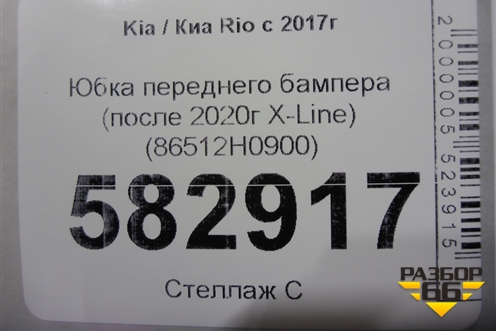 Kia / Киа Rio с 2017г
Юбка переднего бампера
(после 2020г X-Line)
(86512H0900)
582917
Стеллаж С
2000005523915
РАЗБОР
66